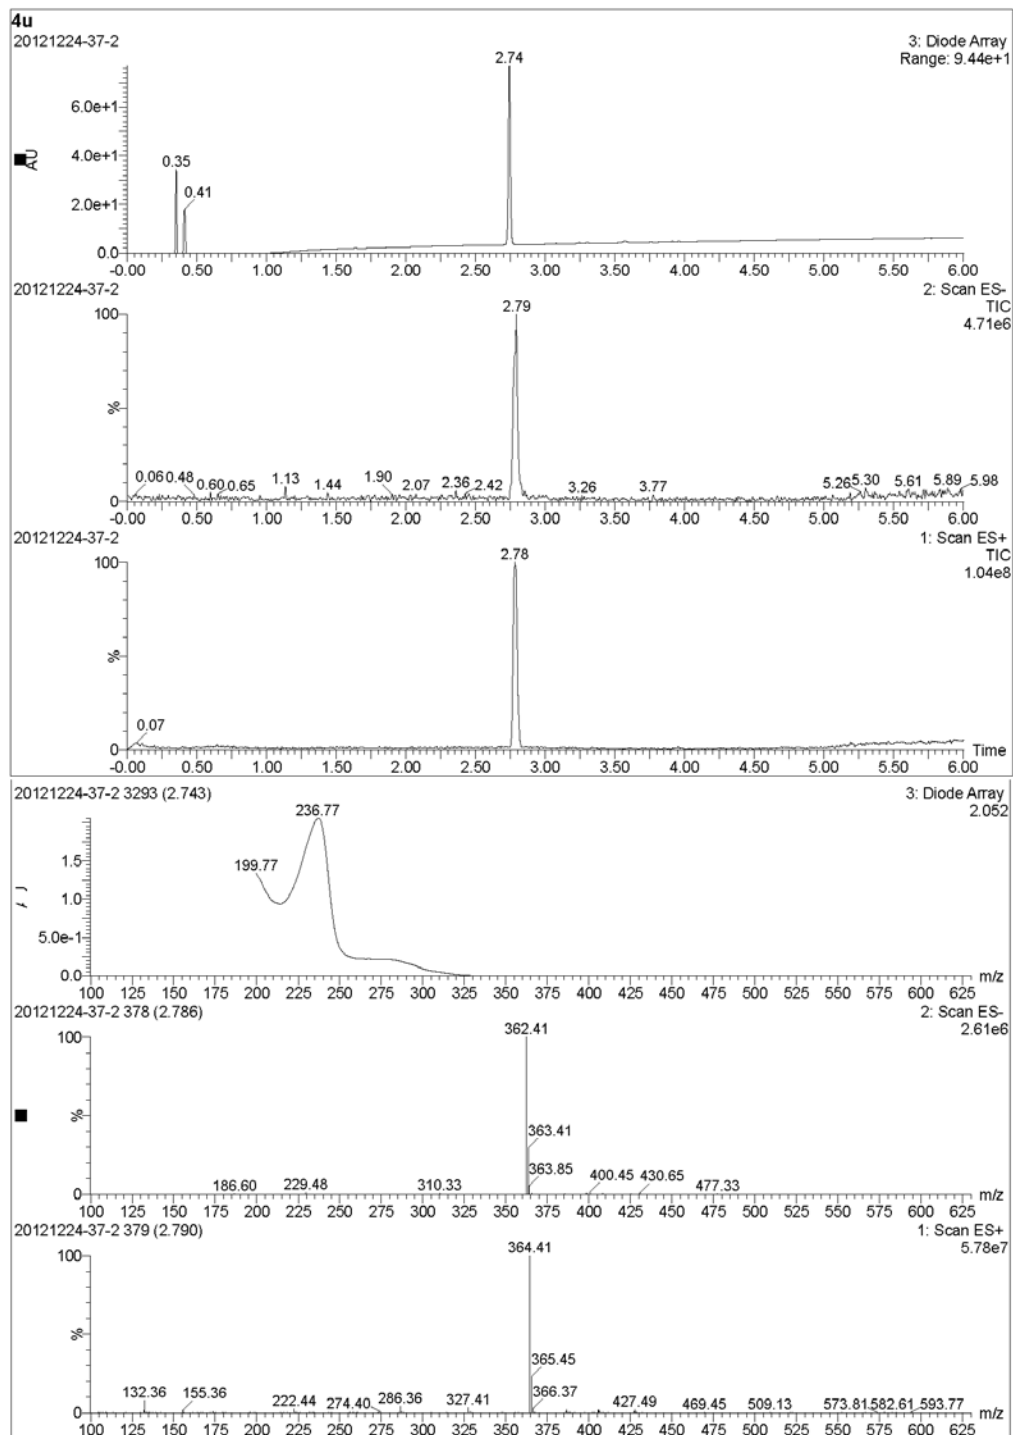 4u
20121224-37-2
3: Diode Array
Range: 9.44e+1
2.74
6.0e+1
4.0e+1
AU
0.35
0.41
2.0e+1
0.0
-0.00 0.50 1.00 1.50 2.00 2.50 3.00 3.50 4.00 4.50 5.00 5.50 6.00
20121224-37-2
2: Scan ES-
TIC
4.71e6
2.79
100
%
0.06 0.48 0.60 0.65 1.13 1.44 1.90 2.07 2.36 2.42 3.26 3.77 5.26 5.30 5.61 5.89 5.98
0
-0.00 0.50 1.00 1.50 2.00 2.50 3.00 3.50 4.00 4.50 5.00 5.50 6.00
20121224-37-2
1: Scan ES+
TIC
1.04e8
2.78
100
%
0.07
0
Time
-0.00 0.50 1.00 1.50 2.00 2.50 3.00 3.50 4.00 4.50 5.00 5.50 6.00
20121224-37-2 3293 (2.743)
3: Diode Array
2.052
236.77
199.77
1.5
1.0
5.0e-1
0.0
m/z
100 125 150 175 200 225 250 275 300 325 350 375 400 425 450 475 500 525 550 575 600 625
20121224-37-2 378 (2.786)
2: Scan ES-
2.61e6
362.41
100
%
363.41
363.85
186.60 229.48 310.33 400.45 430.65 477.33
0
m/z
100 125 150 175 200 225 250 275 300 325 350 375 400 425 450 475 500 525 550 575 600 625
20121224-37-2 379 (2.790)
1: Scan ES+
5.78e7
364.41
100
%
365.45
366.37
132.36 155.36 222.44 274.40 286.36 327.41 427.49 469.45 509.13 573.81 582.61 593.77
0
m/z
100 125 150 175 200 225 250 275 300 325 350 375 400 425 450 475 500 525 550 575 600 625